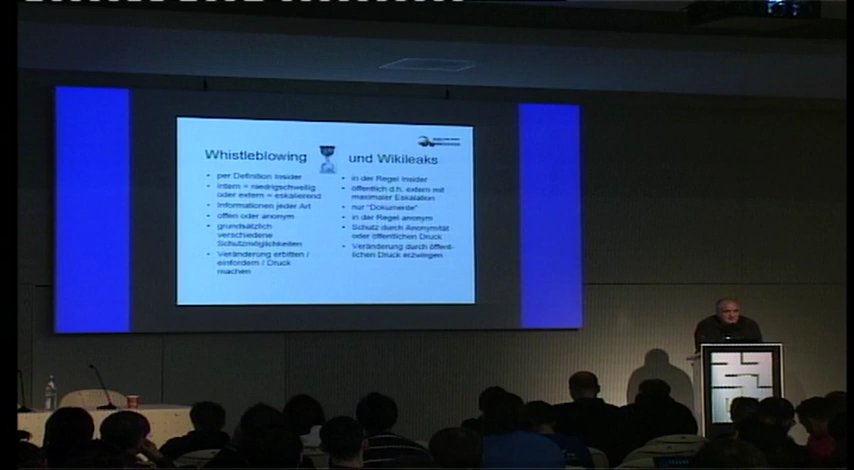 Whistleblowing
per Definition Insider
intern = niedrigschwellig
oder extern = eskalierend
Informationen jeder Art
offen oder anonym
grundsätzlich
verschiedene
Schutzmöglichkeiten
Veränderung erbitten /
einfordern / Druck
machen
und Wikileaks
in der Regel Insider
öffentlich d.h. extern mit
maximaler Eskalation
nur "Dokumente"
in der Regel anonym
Schutz durch Anonymität
oder öffentlichen Druck
Veränderung durch öffent-
lichen Druck erzwingen